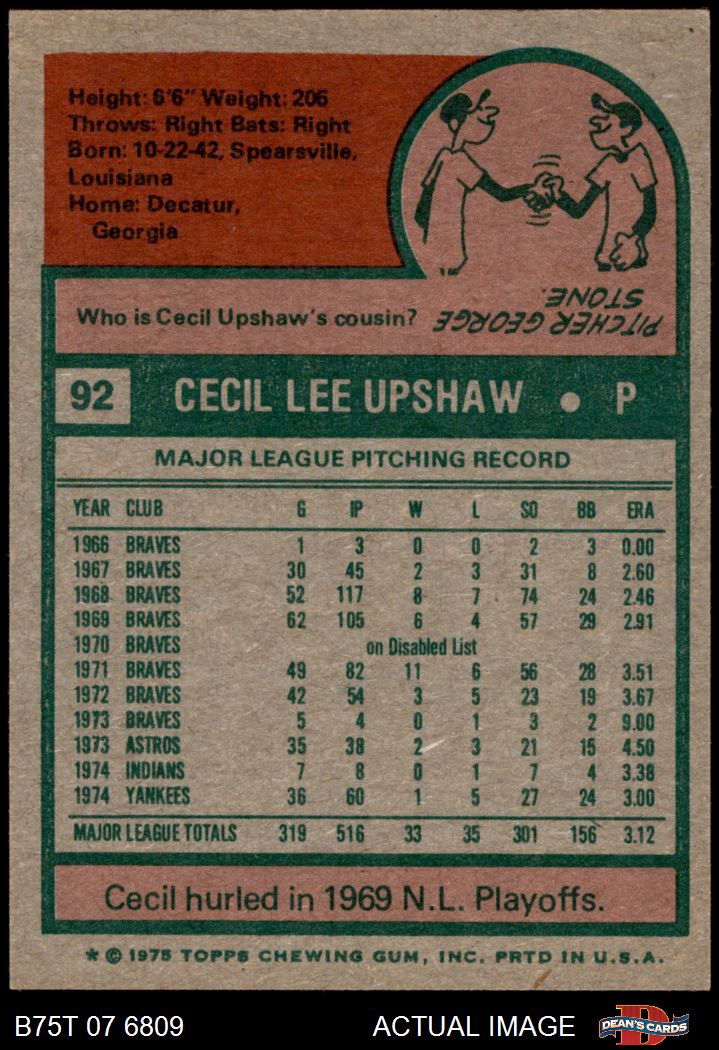 Height: 6'6" Weight: 205
Throws: Right Bats: Right
Born: 10-22-42, Spearsville,
Louisiana
Home: Decatur,
Georgia
Who is Cecil Upshaw's cousin?
PITCHER GEORGE
STONE.
92 CECIL LEE UPSHAW • P
MAJOR LEAGUE PITCHING RECORD
YEAR CLUB G IP W L SO BB ERA
1966 BRAVES 1 3 0 0 2 3 0.00
1967 BRAVES 30 45 2 3 31 8 2.60
1968 BRAVES 52 117 8 7 74 24 2.46
1969 BRAVES 62 105 6 4 57 29 2.91
1970 BRAVES on Disabled List
1971 BRAVES 49 82 11 6 56 28 3.51
1972 BRAVES 42 54 3 5 23 19 3.67
1973 BRAVES 5 4 0 1 3 2 9.00
1973 ASTROS 35 38 2 3 21 15 4.50
1974 INDIANS 7 8 0 1 7 4 3.38
1974 YANKEES 36 60 1 5 27 24 3.00
MAJOR LEAGUE TOTALS 319 516 33 35 301 156 3.12
Cecil hurled in 1969 N.L. Playoffs.
* © 1975 TOPPS CHEWING GUM, INC. PRTD IN U.S.A.
B75T 07 6809 ACTUAL IMAGE DEAN'S CARDS